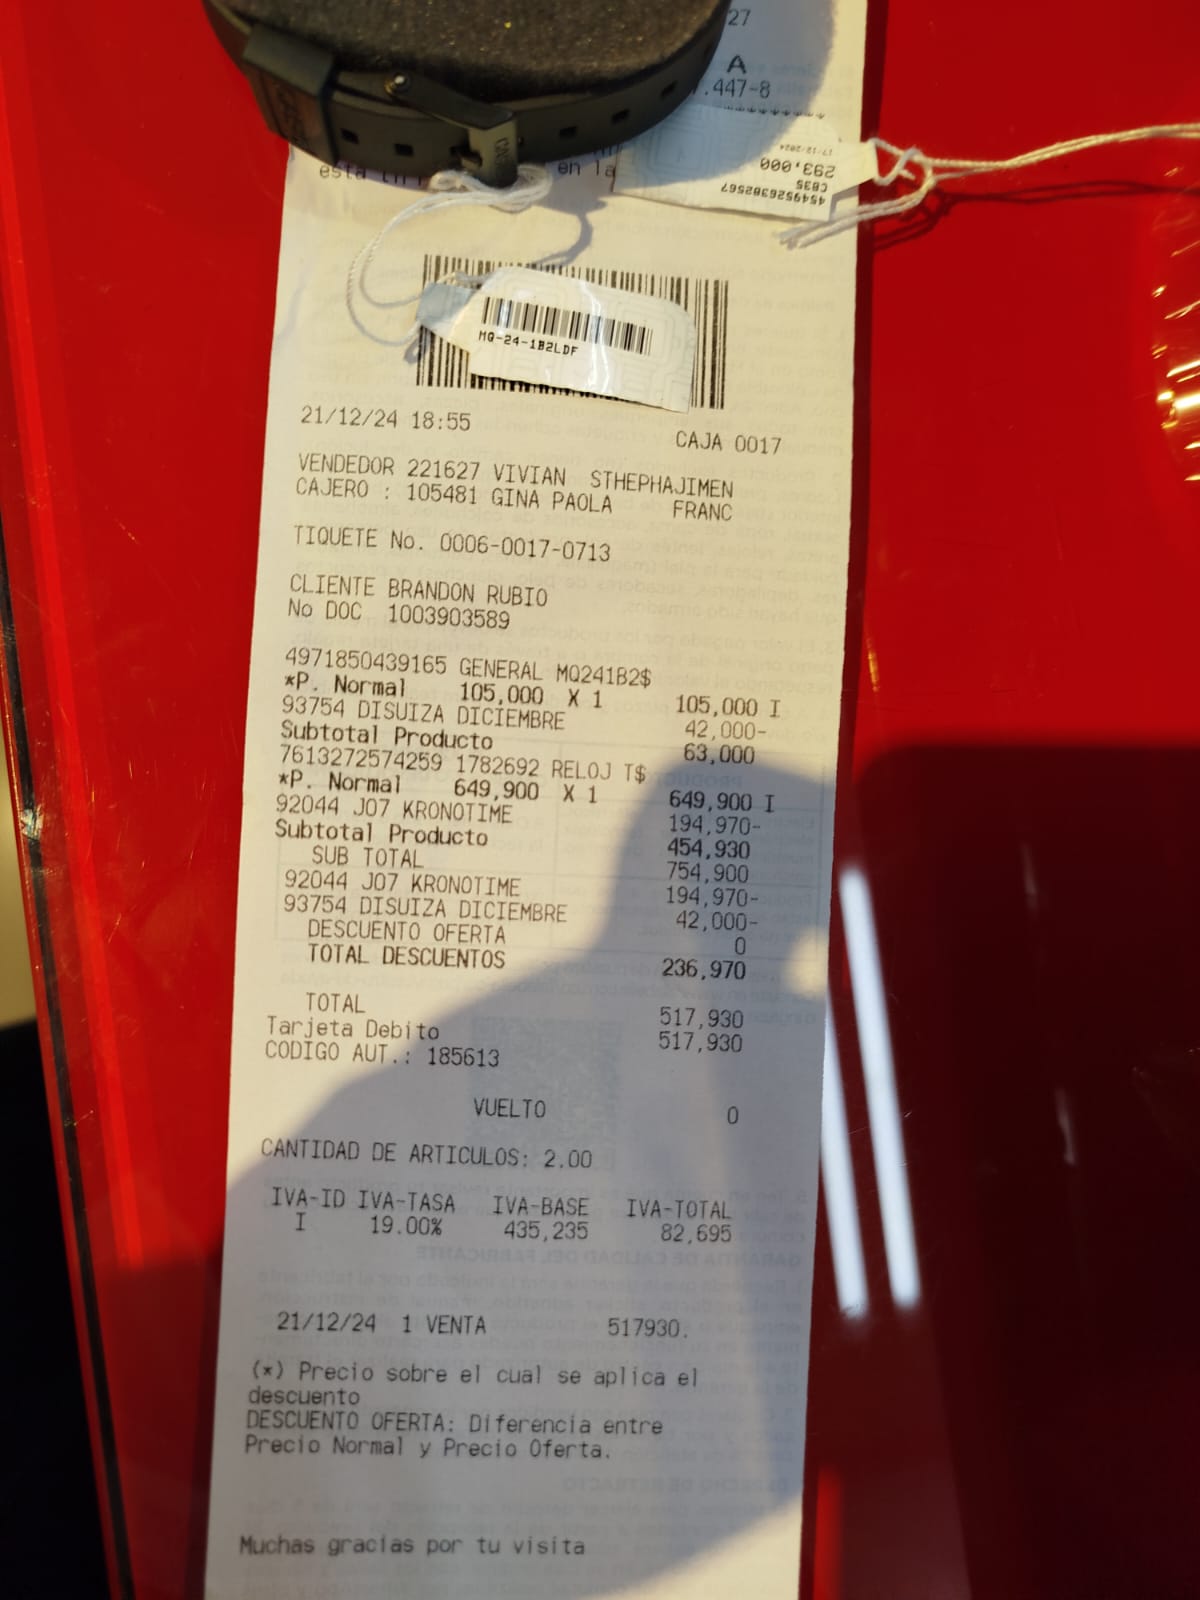 27
A
.447-8
17-12-2024
293,000
CB35
4549526382567
en la
MQ-24-1B2LDF
21/12/24 18:55 CAJA 0017
VENDEDOR 221627 VIVIAN STHEPHAJIMEN
CAJERO : 105481 GINA PAOLA FRANC
TIQUETE No. 0006-0017-0713
CLIENTE BRANDON RUBIO
No DOC 1003903589
4971850439165 GENERAL MQ241B2$
*P. Normal 105,000 X 1 105,000 I
93754 DISUIZA DICIEMBRE 42,000-
Subtotal Producto 63,000
7613272574259 1782692 RELOJ T$
*P. Normal 649,900 X 1 649,900 I
92044 J07 KRONOTIME 194,970-
Subtotal Producto 454,930
SUB TOTAL 754,900
92044 J07 KRONOTIME 194,970-
93754 DISUIZA DICIEMBRE 42,000-
DESCUENTO OFERTA 0
TOTAL DESCUENTOS 236,970
TOTAL 517,930
Tarjeta Debito 517,930
CODIGO AUT.: 185613
VUELTO 0
CANTIDAD DE ARTICULOS: 2.00
IVA-ID IVA-TASA IVA-BASE IVA-TOTAL
I 19.00% 435,235 82,695
21/12/24 1 VENTA 517930.
(*) Precio sobre el cual se aplica el
descuento
DESCUENTO OFERTA: Diferencia entre
Precio Normal y Precio Oferta.
Muchas gracias por tu visita